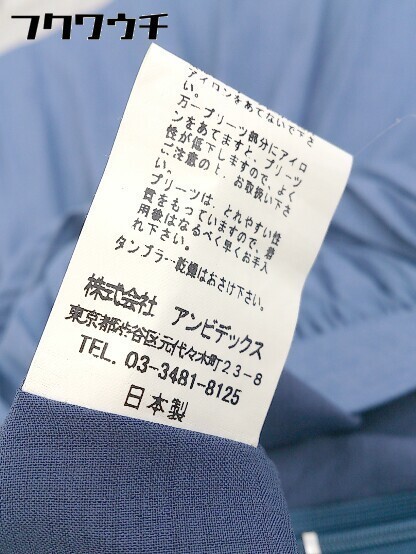 フクワウチ
アイロンをあてないで下さ
い。
万一プリーツ部分にアイロ
ンをあてますと、プリーツ
性が低下しますので、よく
ご注意の上、お取扱い下さ
い。
プリーツは、とれやすい性
質をもっていますので、着
用後はなるべく早くお手入
れ下さい。
タンブラー乾燥はおさけ下さい。
株式会社 アンビデックス
東京都渋谷区元代々木町23-8
TEL. 03-3481-8125
日本製